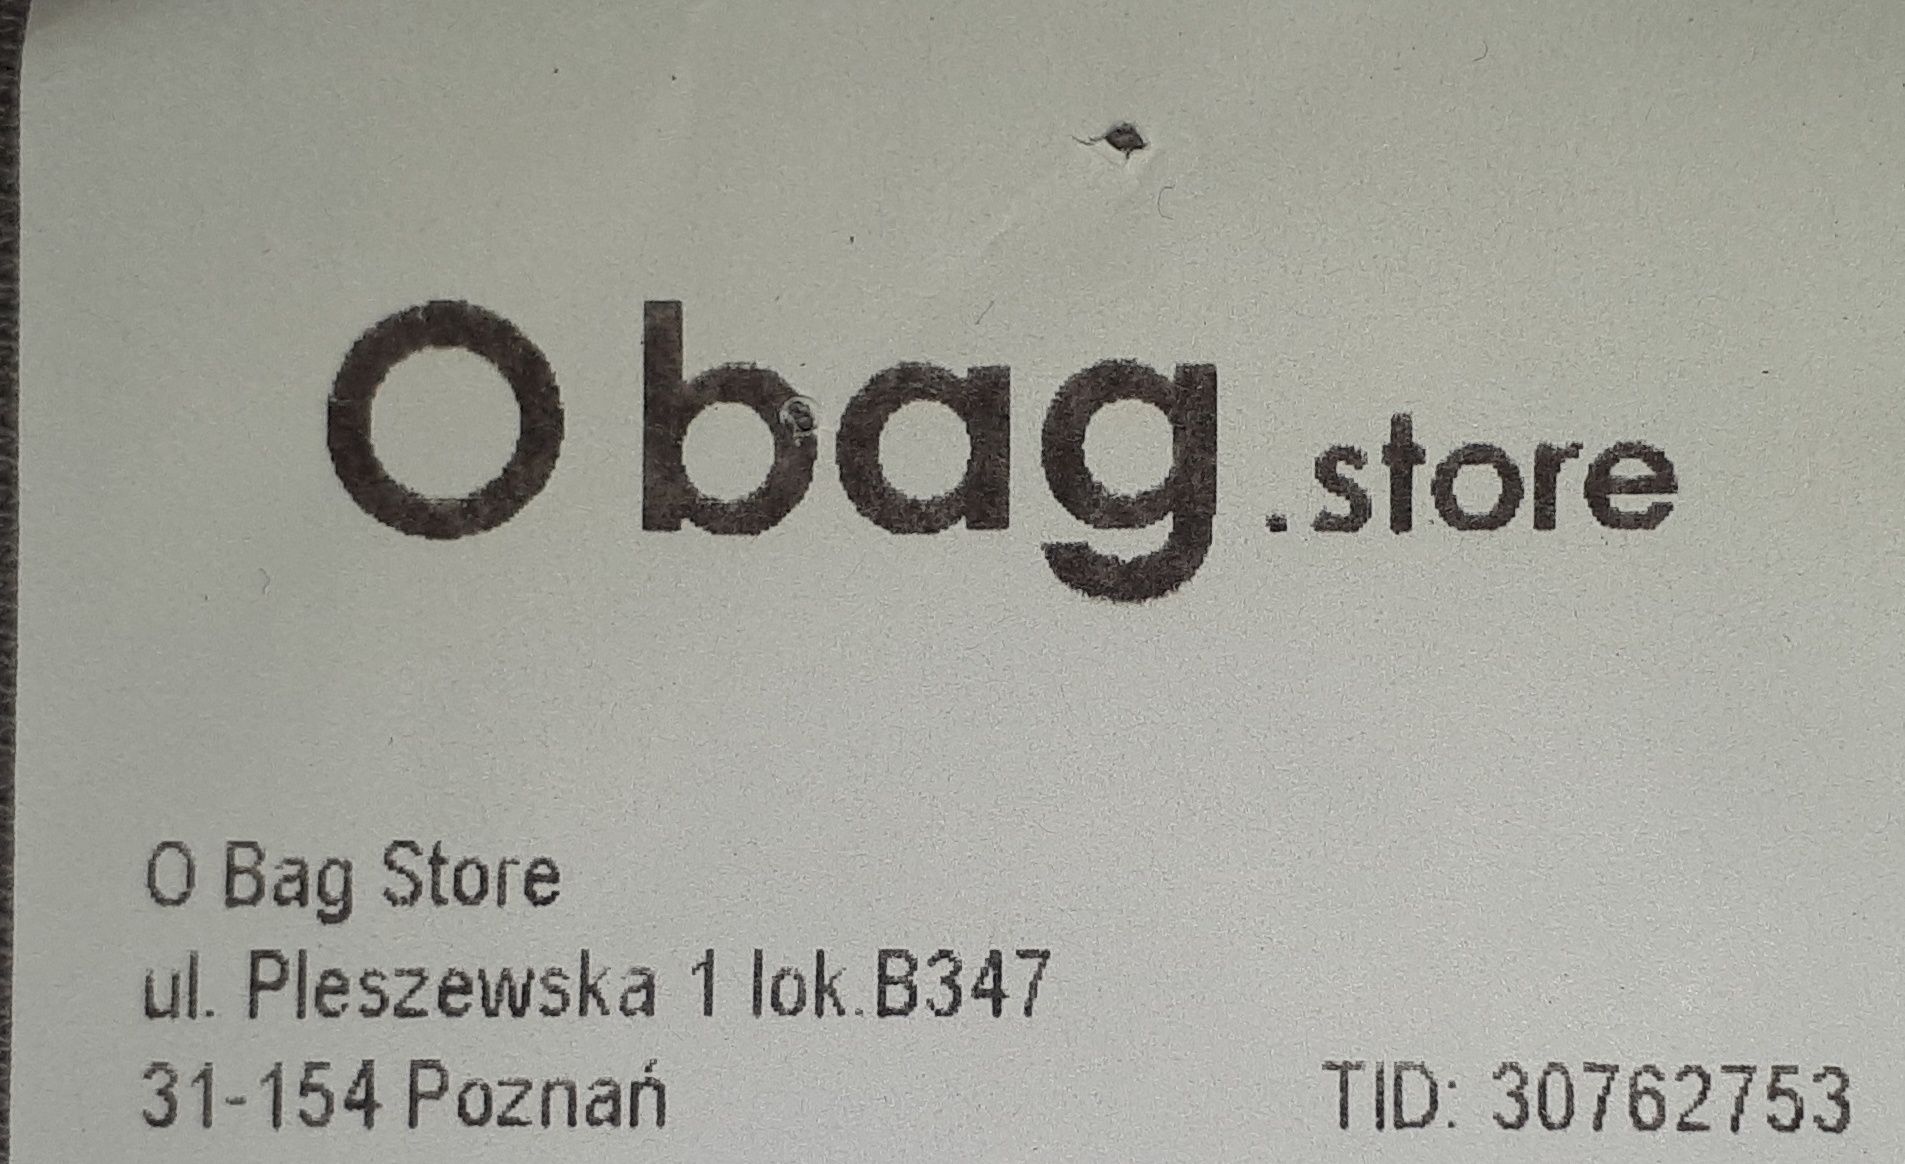 O bag.store
O Bag Store
ul. Pleszewska 1 lok.B347
31-154 Poznań
TID: 30762753